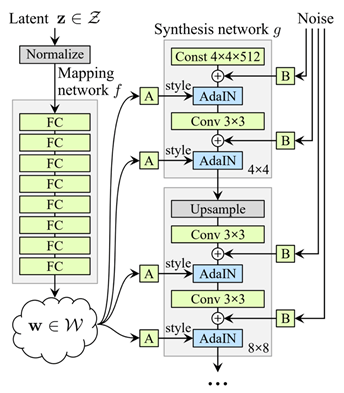 Latent z ∈ Z
Normalize
Mapping
network f
FC
FC
FC
FC
FC
FC
FC
FC
w ∈ W
Synthesis network g
Noise
Const 4×4×512
B
A
style
AdaIN
Conv 3×3
B
A
style
AdaIN
4×4
Upsample
Conv 3×3
B
A
style
AdaIN
Conv 3×3
B
A
style
AdaIN
8×8
...